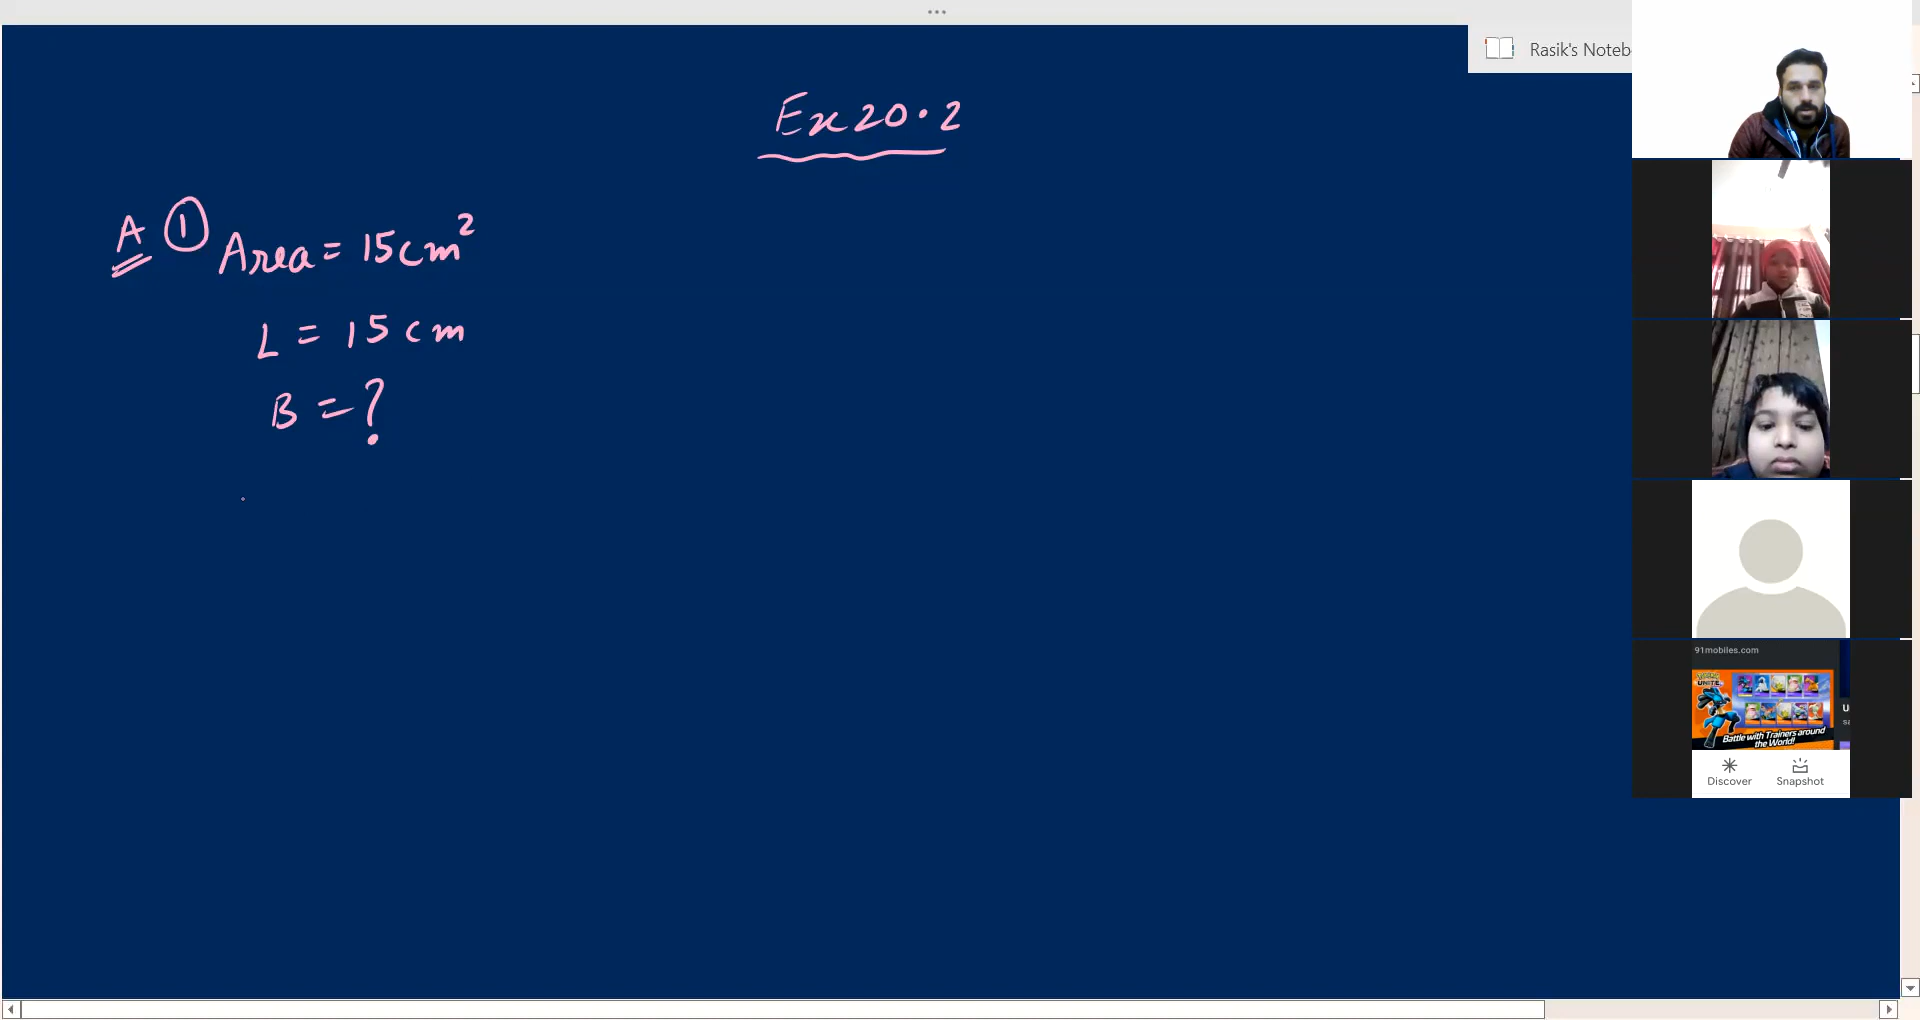 Rasik's Noteb
Ex 20.2
A ① Area = 15cm²
L = 15 cm
B = ?
91mobiles.com
UNITE
Battle with Trainers around
the World!
Discover Snapshot